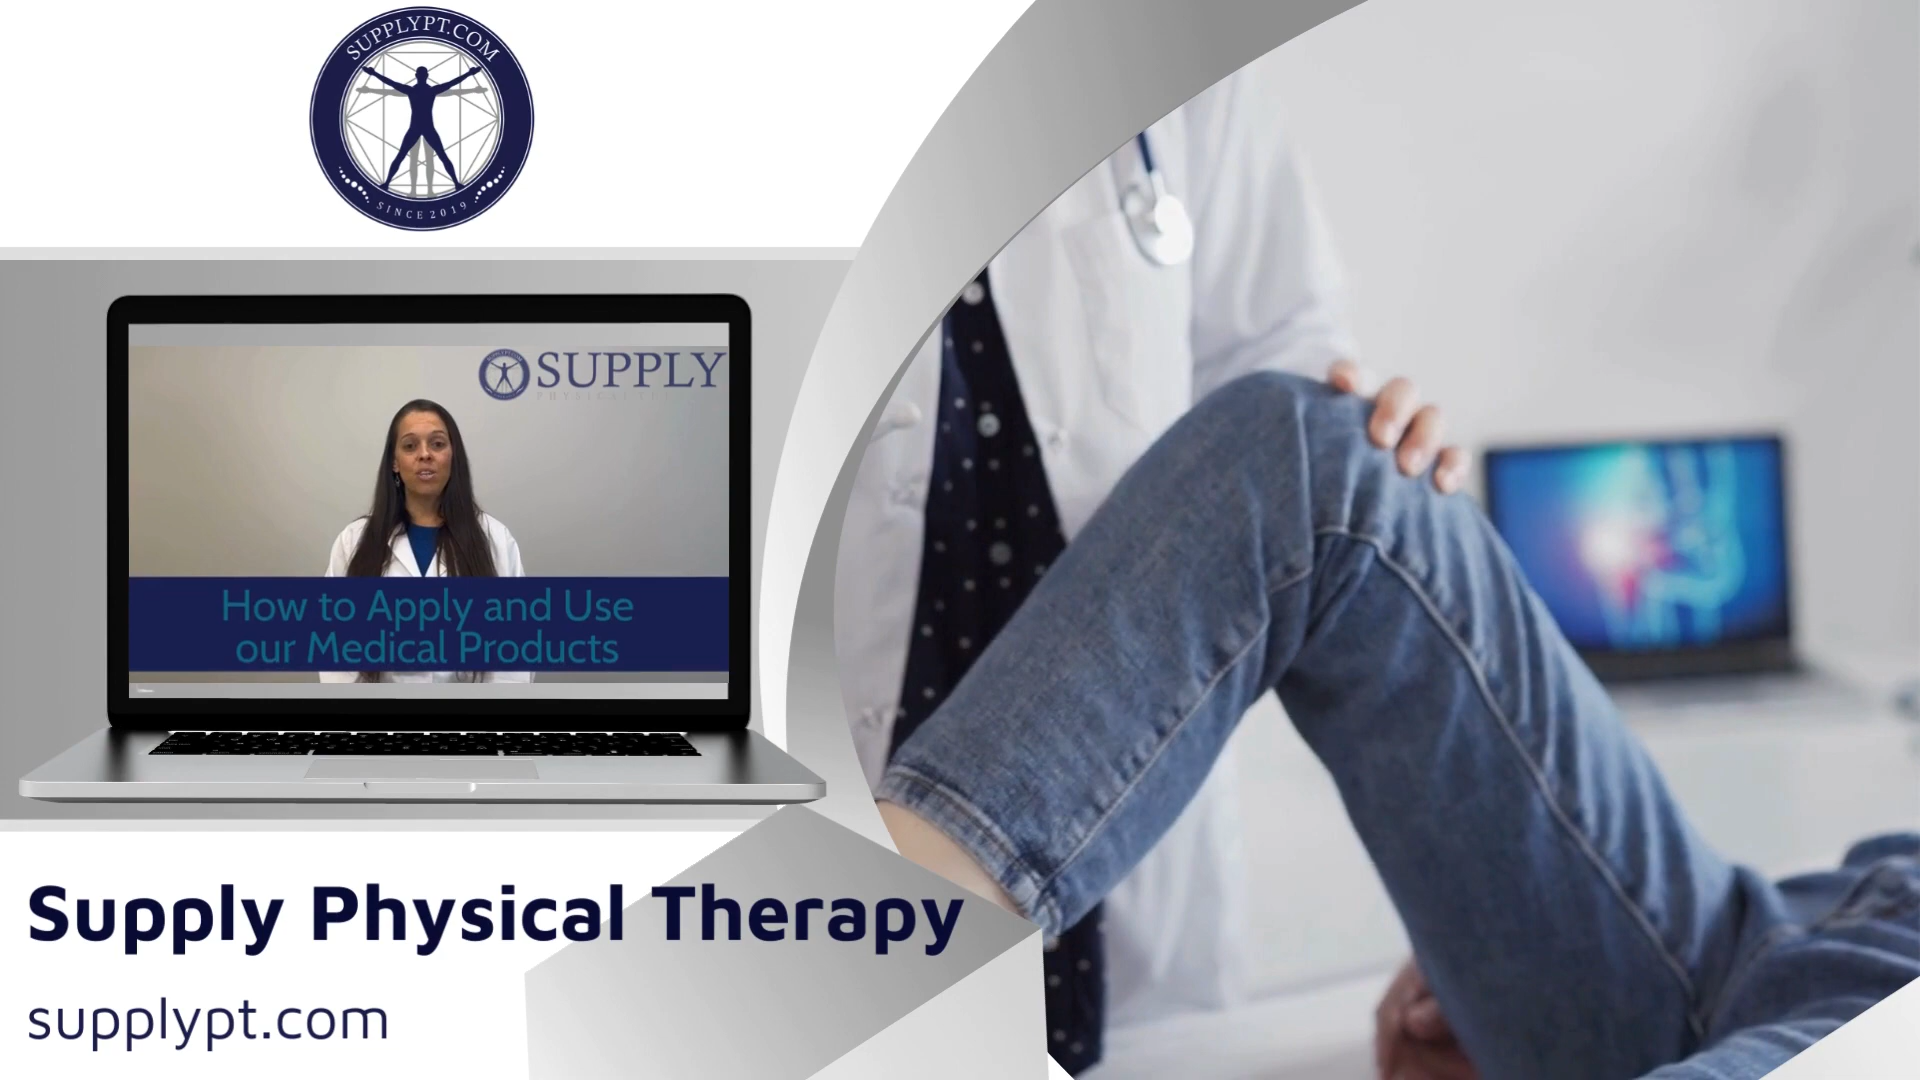 SUPPLYPT.COM
SINCE 2019
SUPPLY
How to Apply and Use
our Medical Products
Supply Physical Therapy
supplypt.com